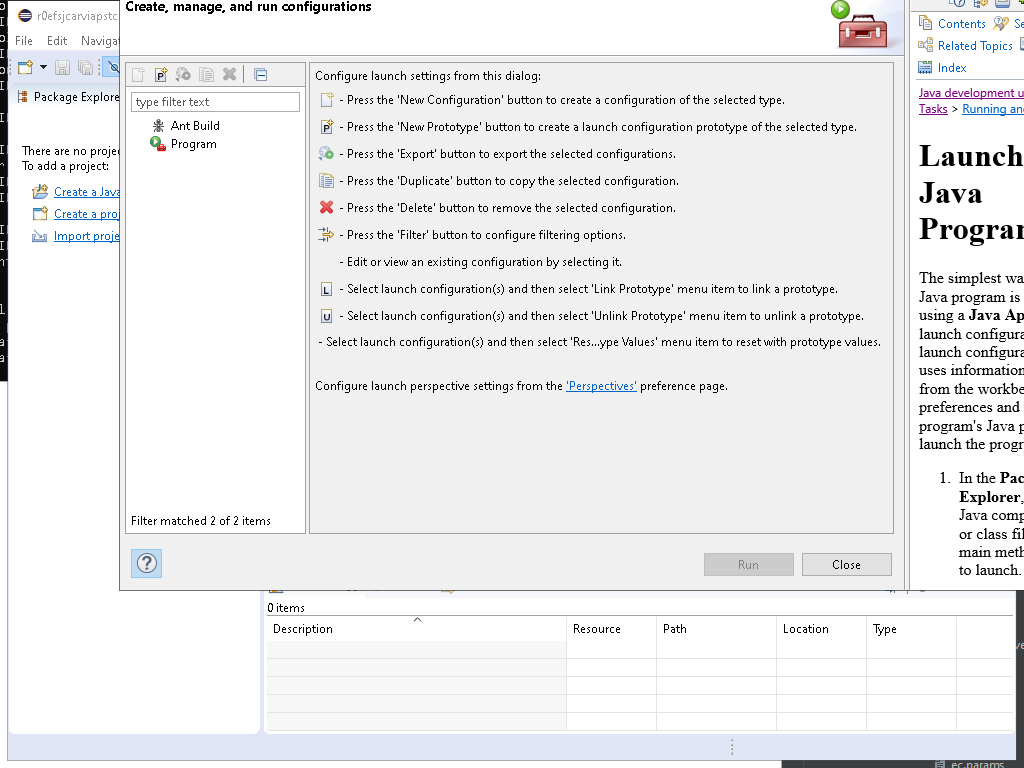 Create, manage, and run configurations
r0efsjcarviapstc
File Edit Navigat
Package Explore
There are no projec
To add a project:
Create a Java
Create a proj
Import proje
type filter text
Ant Build
Program
Filter matched 2 of 2 items
Configure launch settings from this dialog:
- Press the 'New Configuration' button to create a configuration of the selected type.
- Press the 'New Prototype' button to create a launch configuration prototype of the selected type.
- Press the 'Export' button to export the selected configurations.
- Press the 'Duplicate' button to copy the selected configuration.
- Press the 'Delete' button to remove the selected configuration.
- Press the 'Filter' button to configure filtering options.
- Edit or view an existing configuration by selecting it.
L - Select launch configuration(s) and then select 'Link Prototype' menu item to link a prototype.
U - Select launch configuration(s) and then select 'Unlink Prototype' menu item to unlink a prototype.
- Select launch configuration(s) and then select 'Res...ype Values' menu item to reset with prototype values.
Configure launch perspective settings from the 'Perspectives' preference page.
?
Run
Close
Contents Se
Related Topics
Index
Java development u
Tasks > Running and
Launch
Java
Program
The simplest wa
Java program is
using a Java Ap
launch configura
launch configura
uses information
from the workbe
preferences and
program's Java p
launch the progr
1. In the Pac
Explorer,
Java comp
or class fil
main meth
to launch.
0 items
Description Resource Path Location Type
ec.params